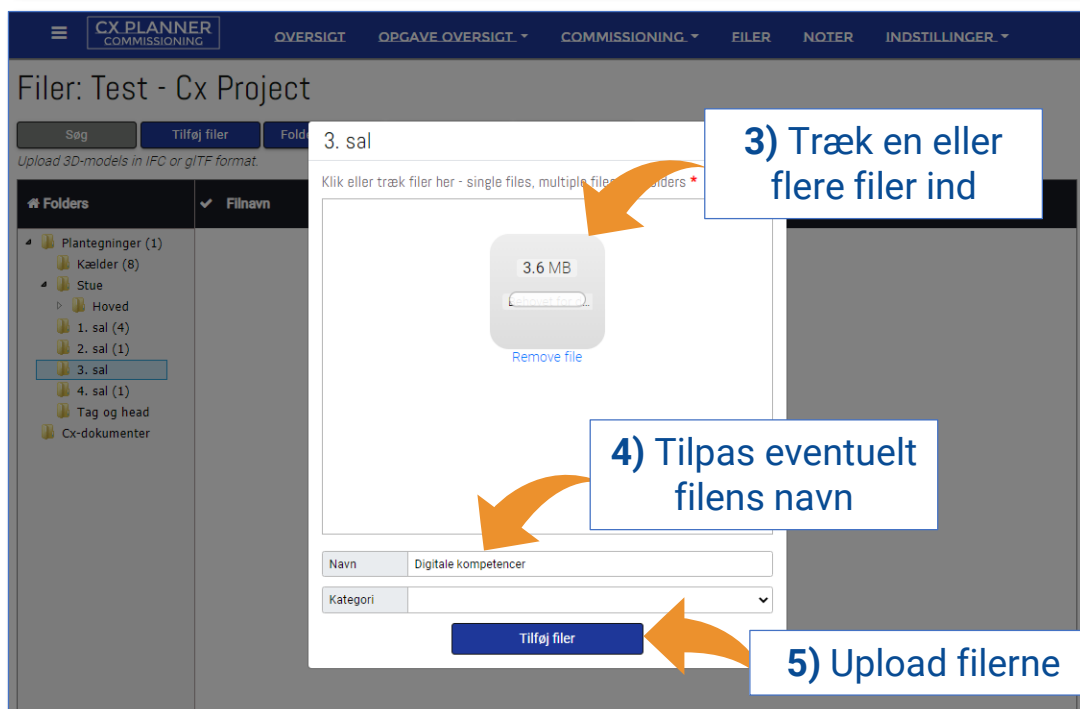 CX PLANNER
COMMISSIONING
OVERSIGT OPGAVE OVERSIGT COMMISSIONING FILER NOTER INDSTILLINGER
Filer: Test - Cx Project
Søg Tilføj filer Folde
Upload 3D-models in IFC or glTF format.
Folders Filnavn
Plantegninger (1)
Kælder (8)
Stue
Hoved
1. sal (4)
2. sal (1)
3. sal
4. sal (1)
Tag og head
Cx-dokumenter
3. sal
Klik eller træk filer her - single files, multiple files *
3.6 MB
Remove file
Navn Digitale kompetencer
Kategori
Tilføj filer
3) Træk en eller
flere filer ind
4) Tilpas eventuelt
filens navn
5) Upload filerne